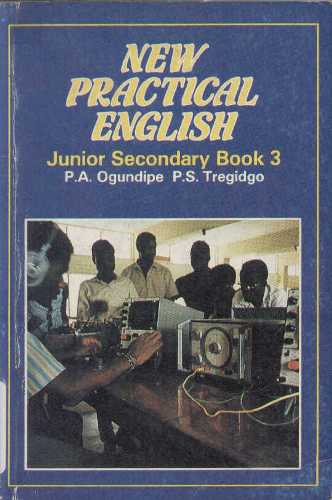 NEW
PRACTICAL
ENGLISH
Junior Secondary Book 3
P.A. Ogundipe P.S. Tregidgo